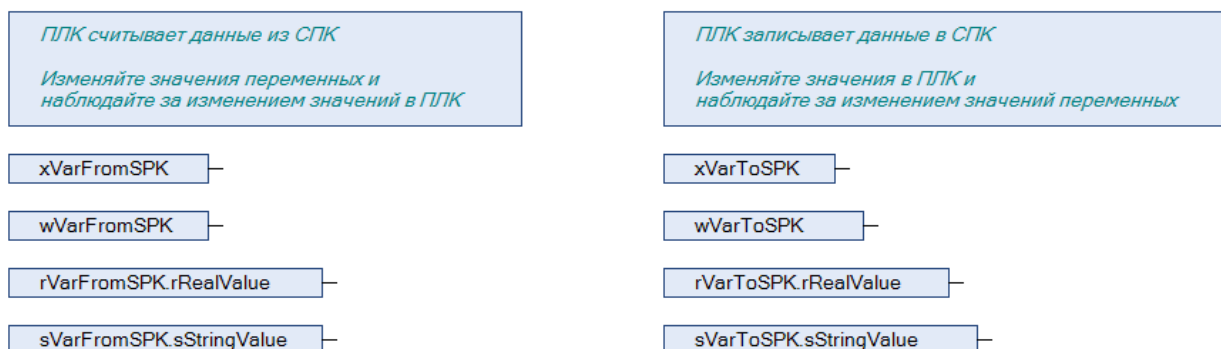 ПЛК считывает данные из СПК
Изменяйте значения переменных и
наблюдайте за изменением значений в ПЛК
xVarFromSPK
wVarFromSPK
rVarFromSPK.rRealValue
sVarFromSPK.sStringValue
ПЛК записывает данные в СПК
Изменяйте значения в ПЛК и
наблюдайте за изменением значений переменных
xVarToSPK
wVarToSPK
rVarToSPK.rRealValue
sVarToSPK.sStringValue